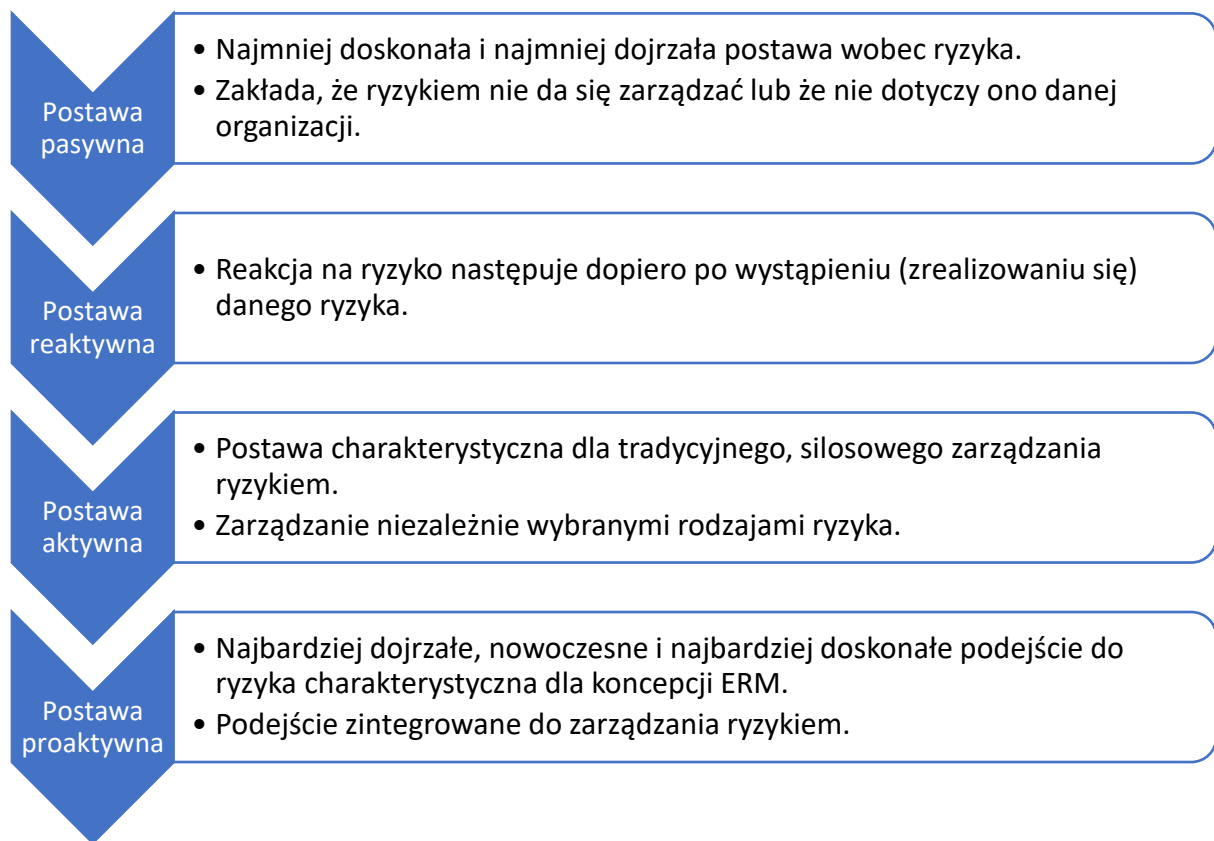 Postawa
pasywna
• Najmniej doskonała i najmniej dojrzała postawa wobec ryzyka.
• Zakłada, że ryzykiem nie da się zarządzać lub że nie dotyczy ono danej
organizacji.
Postawa
reaktywna
• Reakcja na ryzyko następuje dopiero po wystąpieniu (zrealizowaniu się)
danego ryzyka.
Postawa
aktywna
• Postawa charakterystyczna dla tradycyjnego, silosowego zarządzania
ryzykiem.
• Zarządzanie niezależnie wybranymi rodzajami ryzyka.
Postawa
proaktywna
• Najbardziej dojrzałe, nowoczesne i najbardziej doskonałe podejście do
ryzyka charakterystyczna dla koncepcji ERM.
• Podejście zintegrowane do zarządzania ryzykiem.